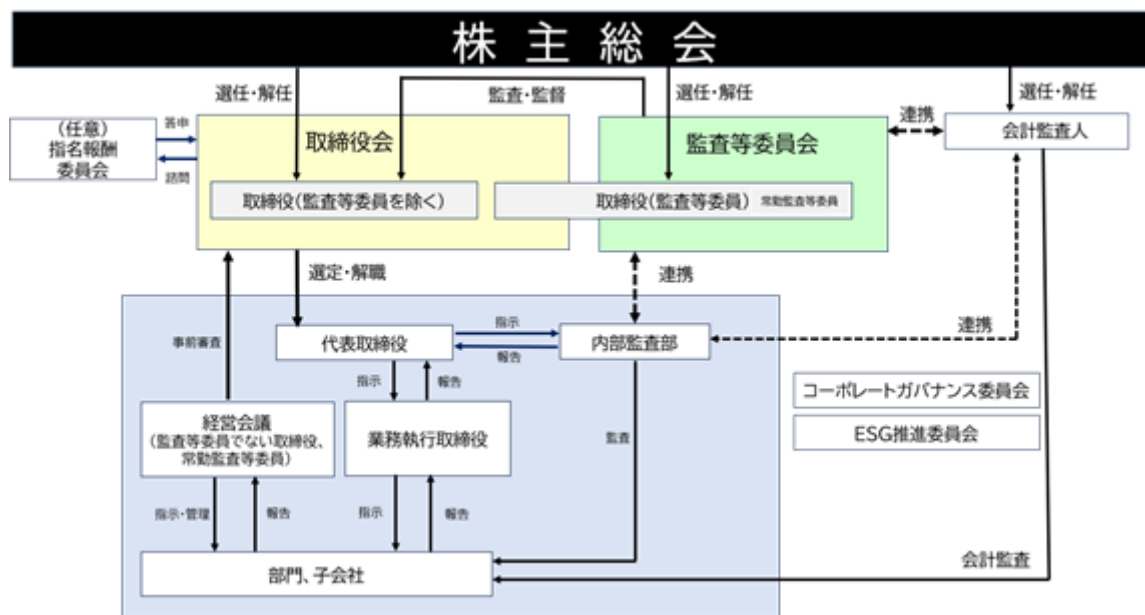 株主総会
選任・解任
監査・監督
選任・解任
選任・解任
(任意)
指名報酬
委員会
答申
諮問
取締役会
監査等委員会
連携
会計監査人
取締役(監査等委員を除く)
取締役(監査等委員) 常勤監査等委員
選定・解職
連携
事前審査
代表取締役
指示
報告
内部監査部
連携
指示
報告
コーポレートガバナンス委員会
経営会議
(監査等委員でない取締役、
常勤監査等委員)
業務執行取締役
監査
ESG推進委員会
指示・管理
報告
指示
報告
部門、子会社
会計監査